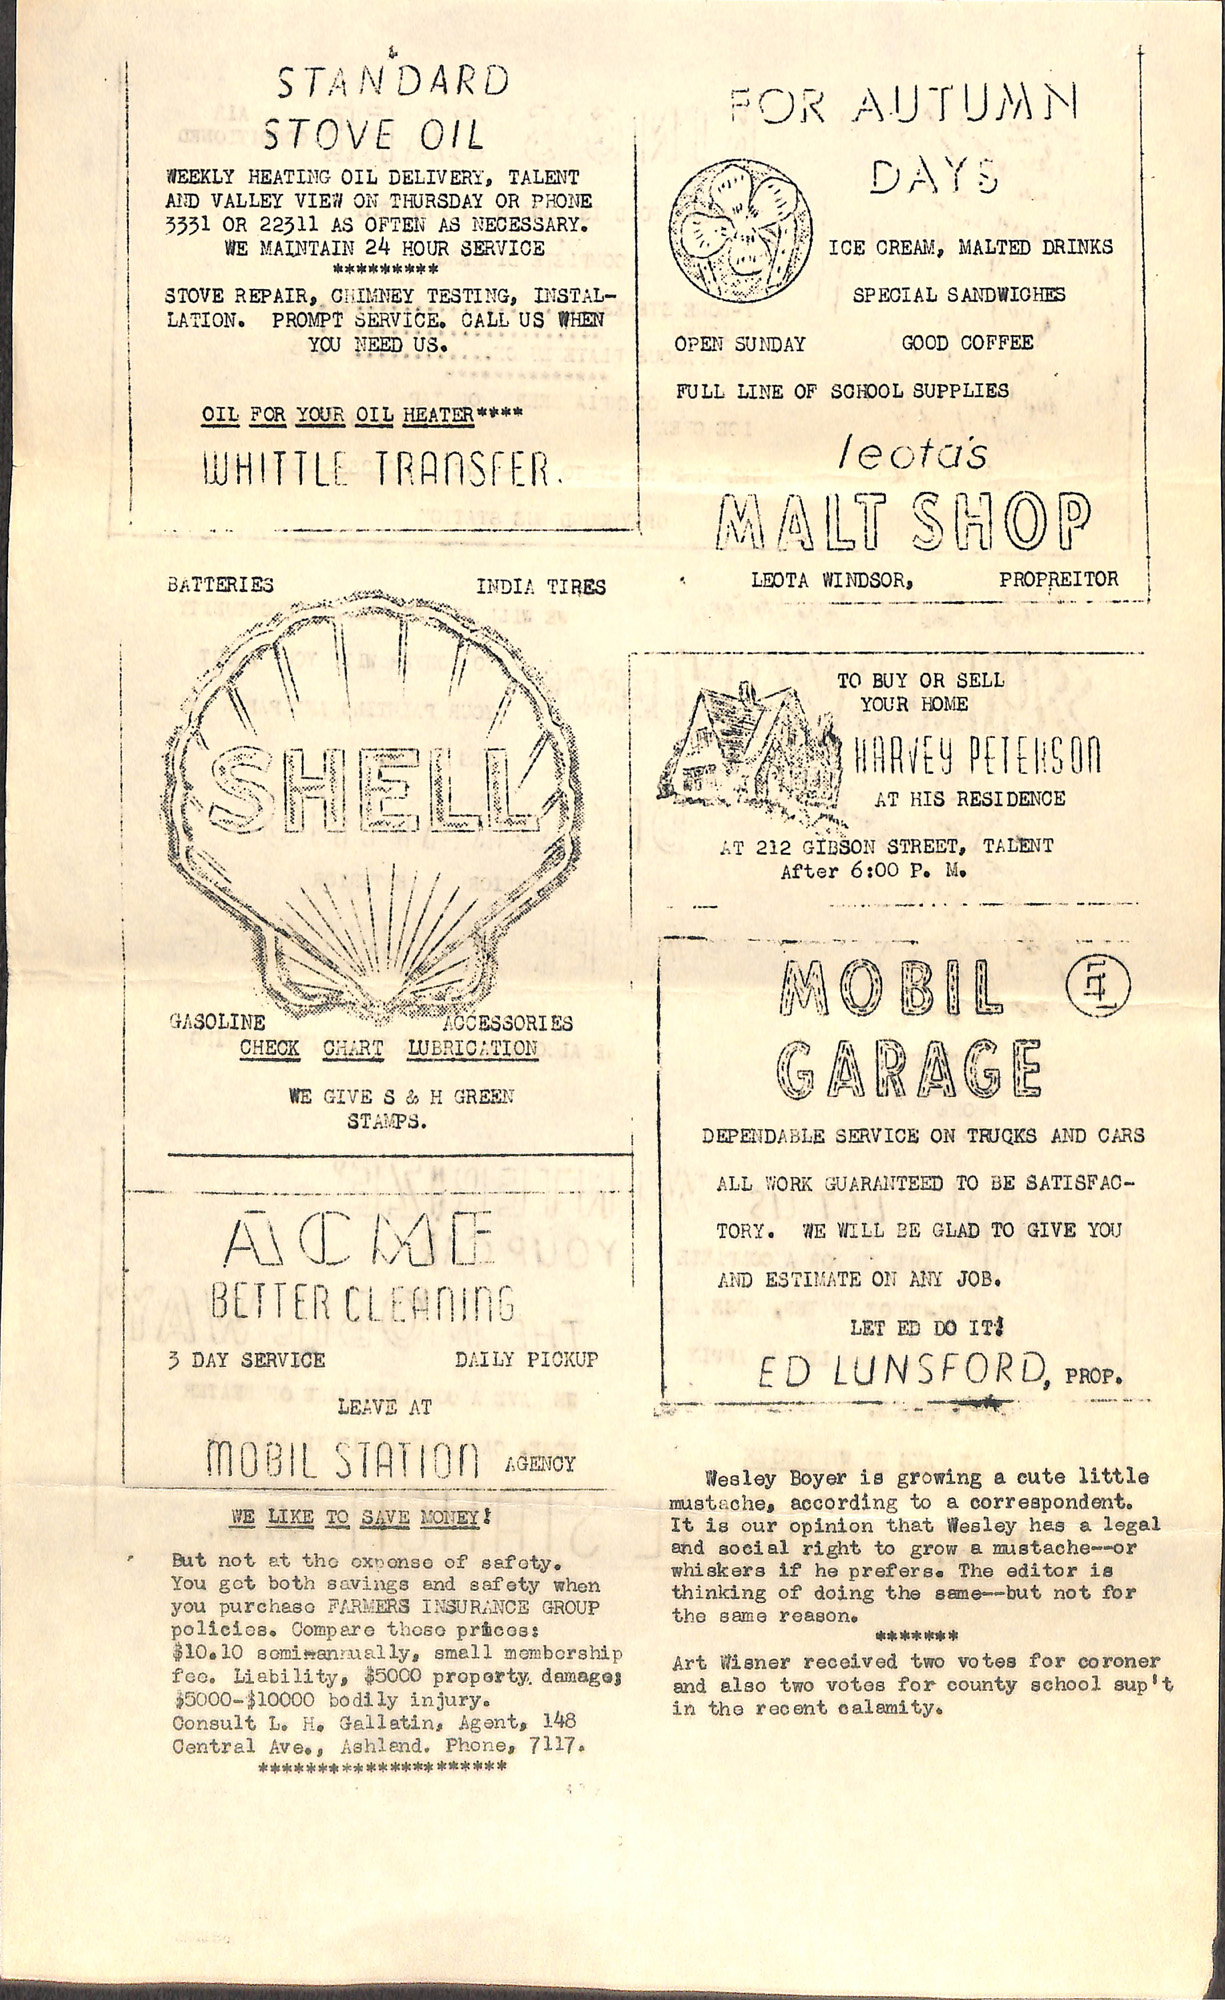 STANDARD
STOVE OIL
WEEKLY HEATING OIL DELIVERY, TALENT
AND VALLEY VIEW ON THURSDAY OR PHONE
3331 OR 22311 AS OFTEN AS NECESSARY.
WE MAINTAIN 24 HOUR SERVICE
*********
STOVE REPAIR, CHIMNEY TESTING, INSTAL-
LATION. PROMPT SERVICE. CALL US WHEN
YOU NEED US.
OIL FOR YOUR OIL HEATER****
WHITTLE TRANSFER.
BATTERIES INDIA TIRES
SHELL
GASOLINE ACCESSORIES
CHECK CHART LUBRICATION
WE GIVE S & H GREEN
STAMPS.
ACME
BETTER CLEANING
3 DAY SERVICE DAILY PICKUP
LEAVE AT
MOBIL STATION AGENCY
WE LIKE TO SAVE MONEY!
But not at the expense of safety.
You get both savings and safety when
you purchase FARMERS INSURANCE GROUP
policies. Compare these prices:
$10.10 semi-annually, small membership
fee. Liability, $5000 property damage;
$5000-$10000 bodily injury.
Consult L. H. Gallatin, Agent, 148
Central Ave., Ashland. Phone, 7117.
*********************
FOR AUTUMN
DAYS
ICE CREAM, MALTED DRINKS
SPECIAL SANDWICHES
OPEN SUNDAY GOOD COFFEE
FULL LINE OF SCHOOL SUPPLIES
leota's
MALT SHOP
LEOTA WINDSOR, PROPREITOR
TO BUY OR SELL
YOUR HOME
HARVEY PETERSON
AT HIS RESIDENCE
AT 212 GIBSON STREET, TALENT
After 6:00 P. M.
MOBIL
GARAGE
DEPENDABLE SERVICE ON TRUQKS AND CARS
ALL WORK GUARANTEED TO BE SATISFAC-
TORY. WE WILL BE GLAD TO GIVE YOU
AND ESTIMATE ON ANY JOB.
LET ED DO IT!
ED LUNSFORD, PROP.
Wesley Boyer is growing a cute little
mustache, according to a correspondent.
It is our opinion that Wesley has a legal
and social right to grow a mustache--or
whiskers if he prefers. The editor is
thinking of doing the same--but not for
the same reason.
*******
Art Wisner received two votes for coroner
and also two votes for county school sup't
in the recent calamity.